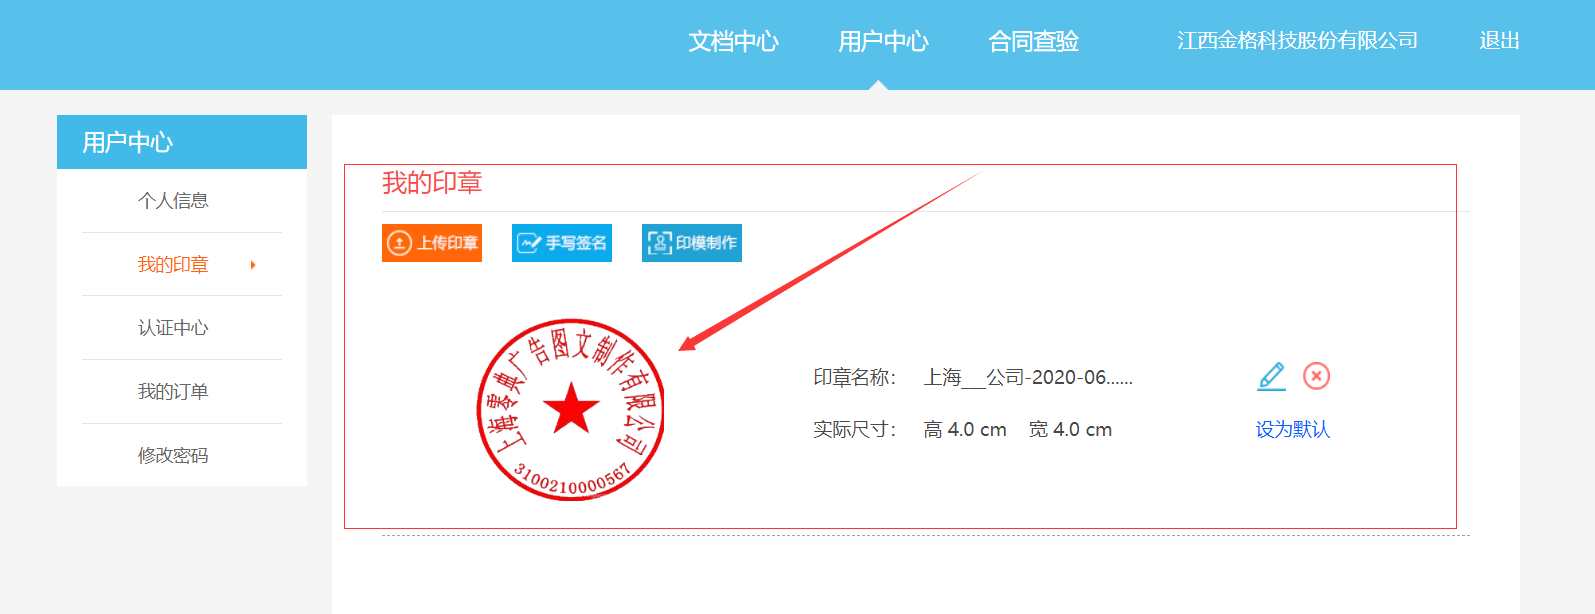 文档中心 用户中心 合同查验 江西金格科技股份有限公司 退出
用户中心
个人信息
我的印章
认证中心
我的订单
修改密码
我的印章
上传印章 手写签名 印模制作
上海寒典广告图文制作有限公司
3100210000567
印章名称： 上海___公司-2020-06......
实际尺寸： 高 4.0 cm 宽 4.0 cm
设为默认